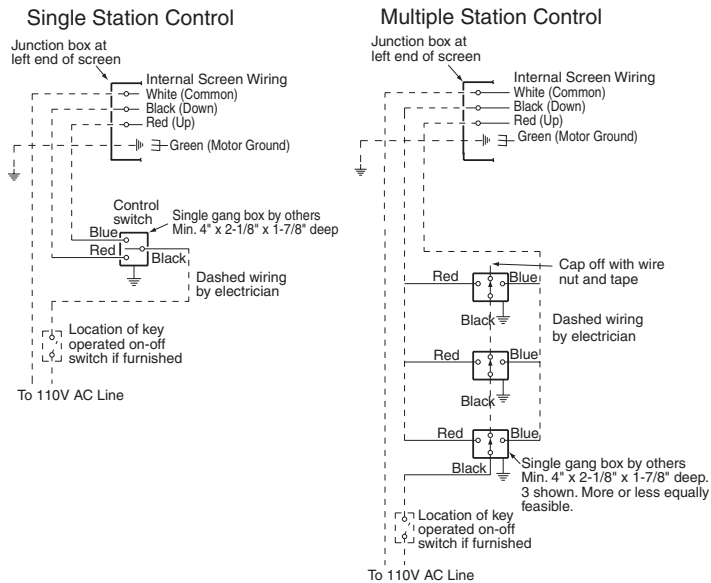 Single Station Control
Junction box at
left end of screen
Internal Screen Wiring
White (Common)
Black (Down)
Red (Up)
Green (Motor Ground)
Control
switch
Single gang box by others
Min. 4" x 2-1/8" x 1-7/8" deep
Blue
Red
Black
Dashed wiring
by electrician
Location of key
operated on-off
switch if furnished
To 110V AC Line
Multiple Station Control
Junction box at
left end of screen
Internal Screen Wiring
White (Common)
Black (Down)
Red (Up)
Green (Motor Ground)
Cap off with wire
nut and tape
Red
Blue
Black
Dashed wiring
by electrician
Red
Blue
Black
Red
Blue
Black
Single gang box by others
Min. 4" x 2-1/8" x 1-7/8" deep.
3 shown. More or less equally
feasible.
Location of key
operated on-off
switch if furnished
To 110V AC Line